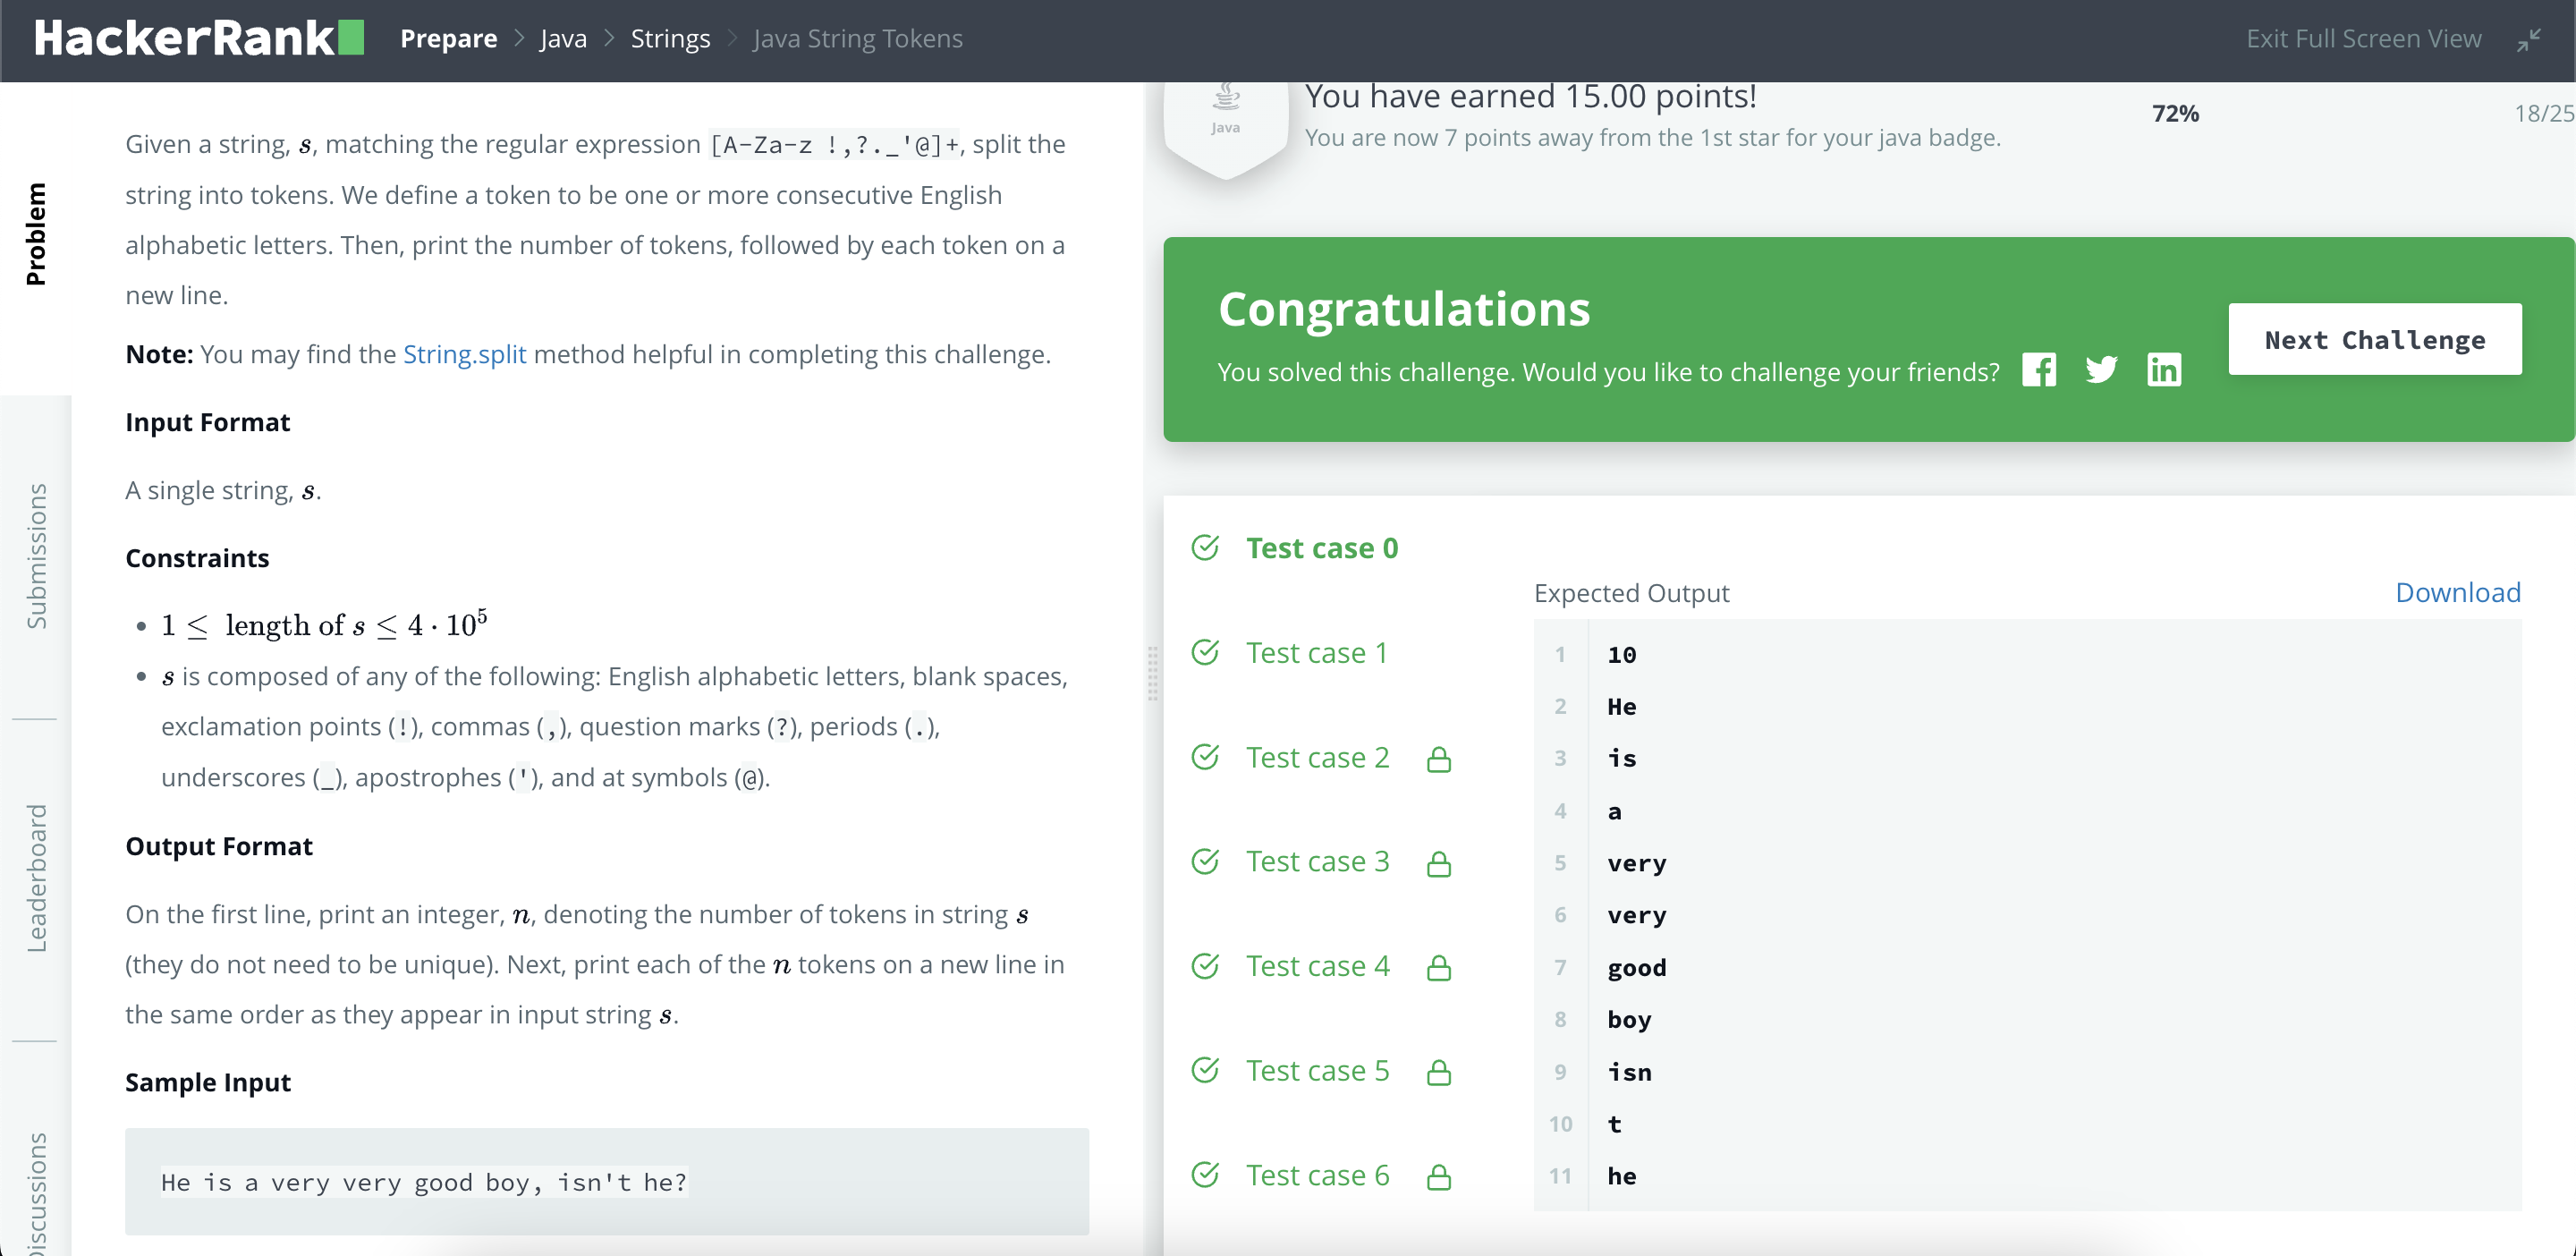 HackerRank Prepare > Java > Strings > Java String Tokens Exit Full Screen View
Problem
Submissions
Leaderboard
Given a string, s, matching the regular expression [A-Za-z !,?._'@]+, split the
string into tokens. We define a token to be one or more consecutive English
alphabetic letters. Then, print the number of tokens, followed by each token on a
new line.
Note: You may find the String.split method helpful in completing this challenge.
Input Format
A single string, s.
Constraints
• 1 ≤ length of s ≤ 4 · 10⁵
• s is composed of any of the following: English alphabetic letters, blank spaces,
exclamation points (!), commas (,), question marks (?), periods (.),
underscores (_), apostrophes ('), and at symbols (@).
Output Format
On the first line, print an integer, n, denoting the number of tokens in string s
(they do not need to be unique). Next, print each of the n tokens on a new line in
the same order as they appear in input string s.
Sample Input
He is a very very good boy, isn't he?
Java
You have earned 15.00 points!
You are now 7 points away from the 1st star for your java badge.
72%
18/25
Congratulations
You solved this challenge. Would you like to challenge your friends?
Next Challenge
Test case 0
Test case 1
Test case 2
Test case 3
Test case 4
Test case 5
Test case 6
Expected Output Download
1 10
2 He
3 is
4 a
5 very
6 very
7 good
8 boy
9 isn
10 t
11 he